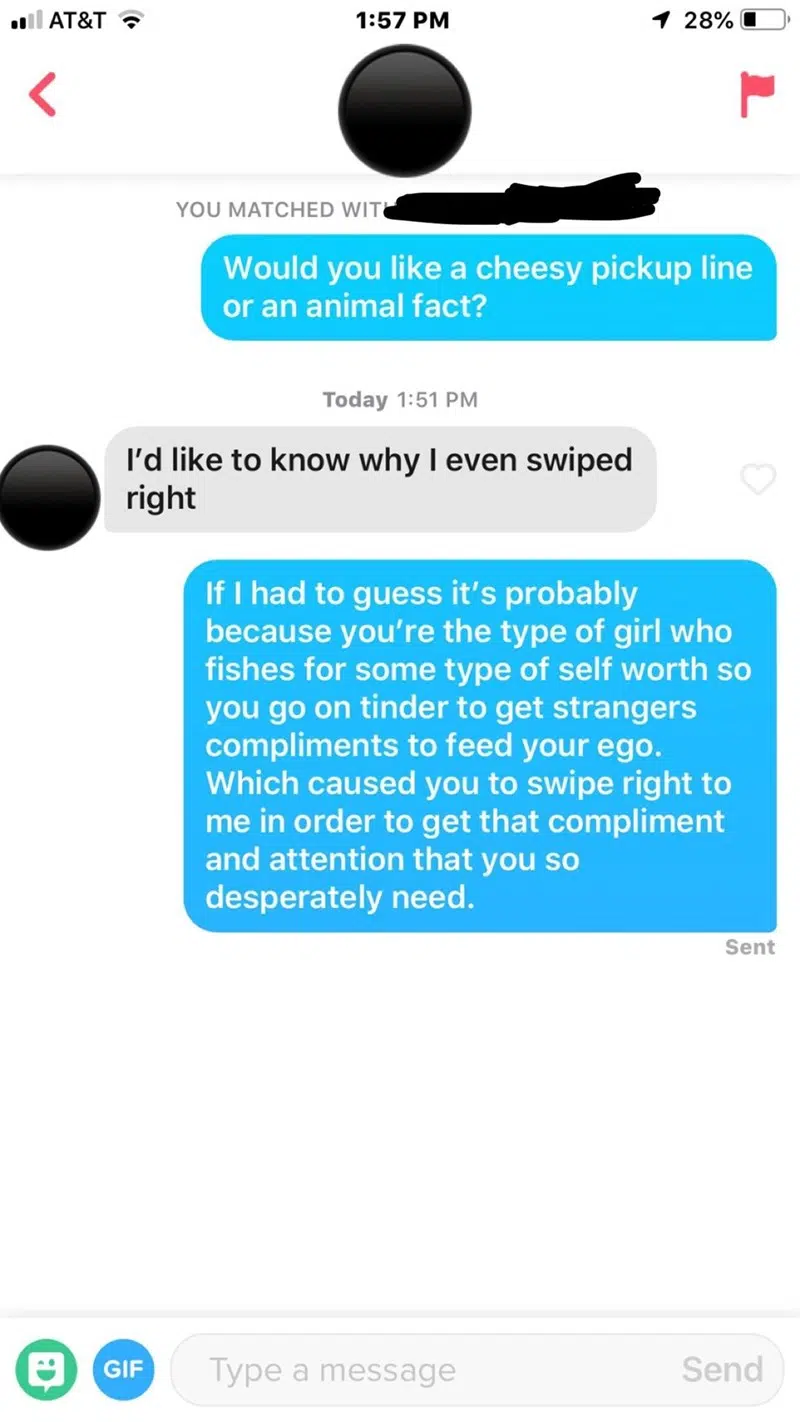 AT&T 1:57 PM 28%
YOU MATCHED WITH
Would you like a cheesy pickup line
or an animal fact?
Today 1:51 PM
I’d like to know why I even swiped
right
If I had to guess it’s probably
because you’re the type of girl who
fishes for some type of self worth so
you go on tinder to get strangers
compliments to feed your ego.
Which caused you to swipe right to
me in order to get that compliment
and attention that you so
desperately need.
Sent
GIF Type a message Send